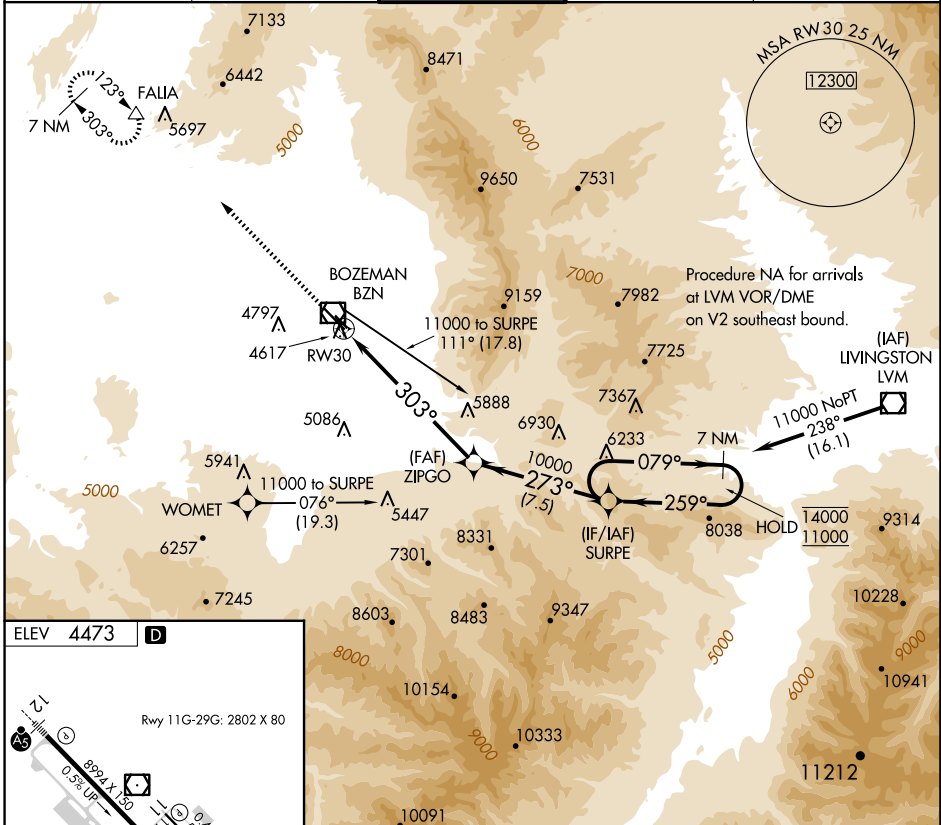 7133
8471
MSA RW30 25 NM
12300
6442
123°
FALIA
7 NM
303°
5697
5000
6000
9650
7531
BOZEMAN
BZN
7000
Procedure NA for arrivals
at LVM VOR/DME
on V2 southeast bound.
9159
7982
4797
11000 to SURPE
111° (17.8)
4617
RW30
(IAF)
LIVINGSTON
LVM
7725
303°
5888
7367
11000 NoPT
238°
(16.1)
5086
6930
6233
7 NM
(FAF)
ZIPGO
10000
273°
(7.5)
079°
5941
5000
11000 to SURPE
076°
(19.3)
WOMET
5447
259°
HOLD
14000
11000
(IF/IAF)
SURPE
8038
9314
6257
8331
7301
7245
8603
8483
9347
10228
ELEV 4473
D
8000
5000
9000
6000
10941
10154
12
Rwy 11G-29G: 2802 X 80
A5
P
8994 X 150
0.5% UP
9000
10333
11212
P
10091